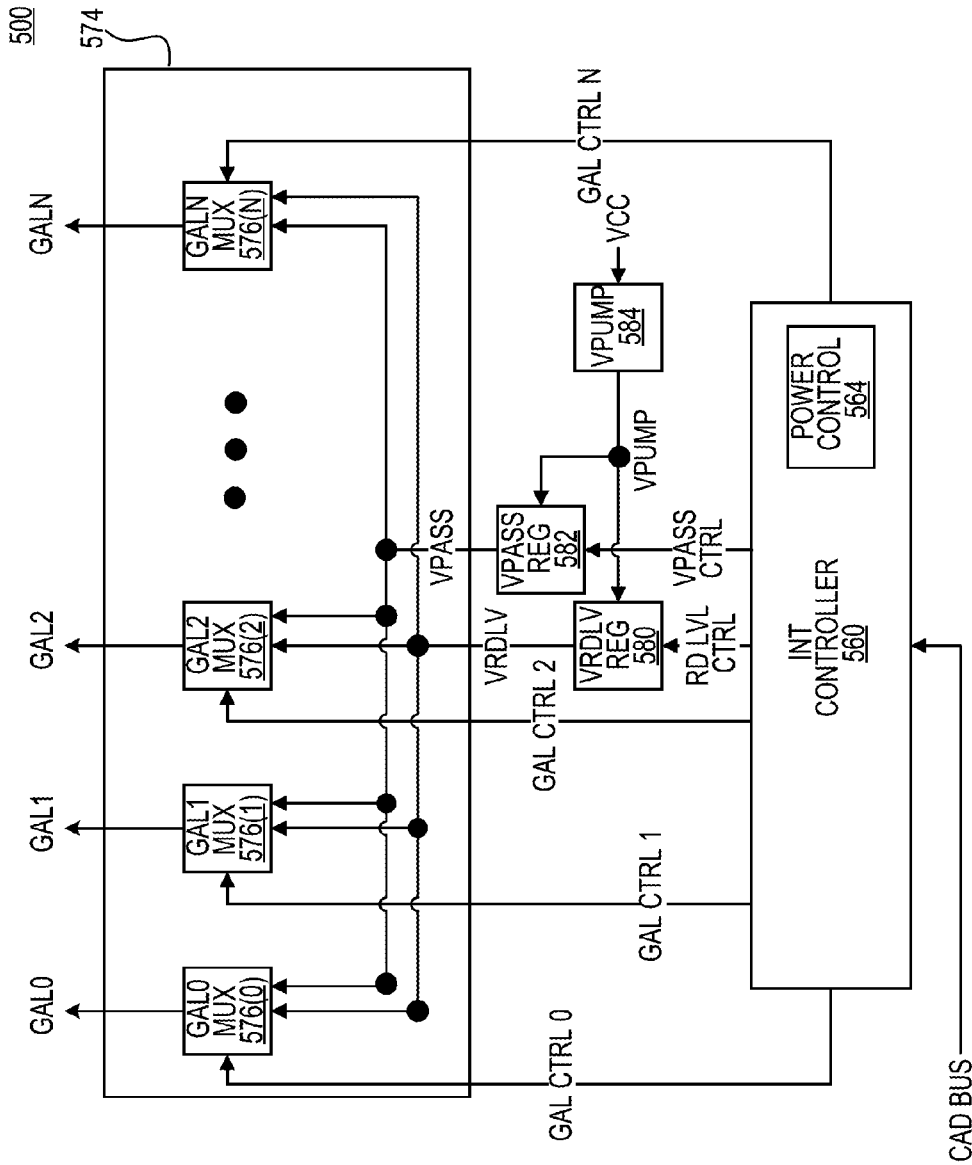 500
574
GAL0
GAL1
GAL2
GALN
GAL0
MUX
576(0)
GAL1
MUX
576(1)
GAL2
MUX
576(2)
GALN
MUX
576(N)
VPASS
VRDLV
VPASS
REG
582
VRDLV
REG
580
VPUMP
VPUMP
584
VCC
GAL CTRL 0
GAL CTRL 1
GAL CTRL 2
RD LVL
CTRL
VPASS
CTRL
GAL CTRL N
INT
CONTROLLER
560
POWER
CONTROL
564
CAD BUS